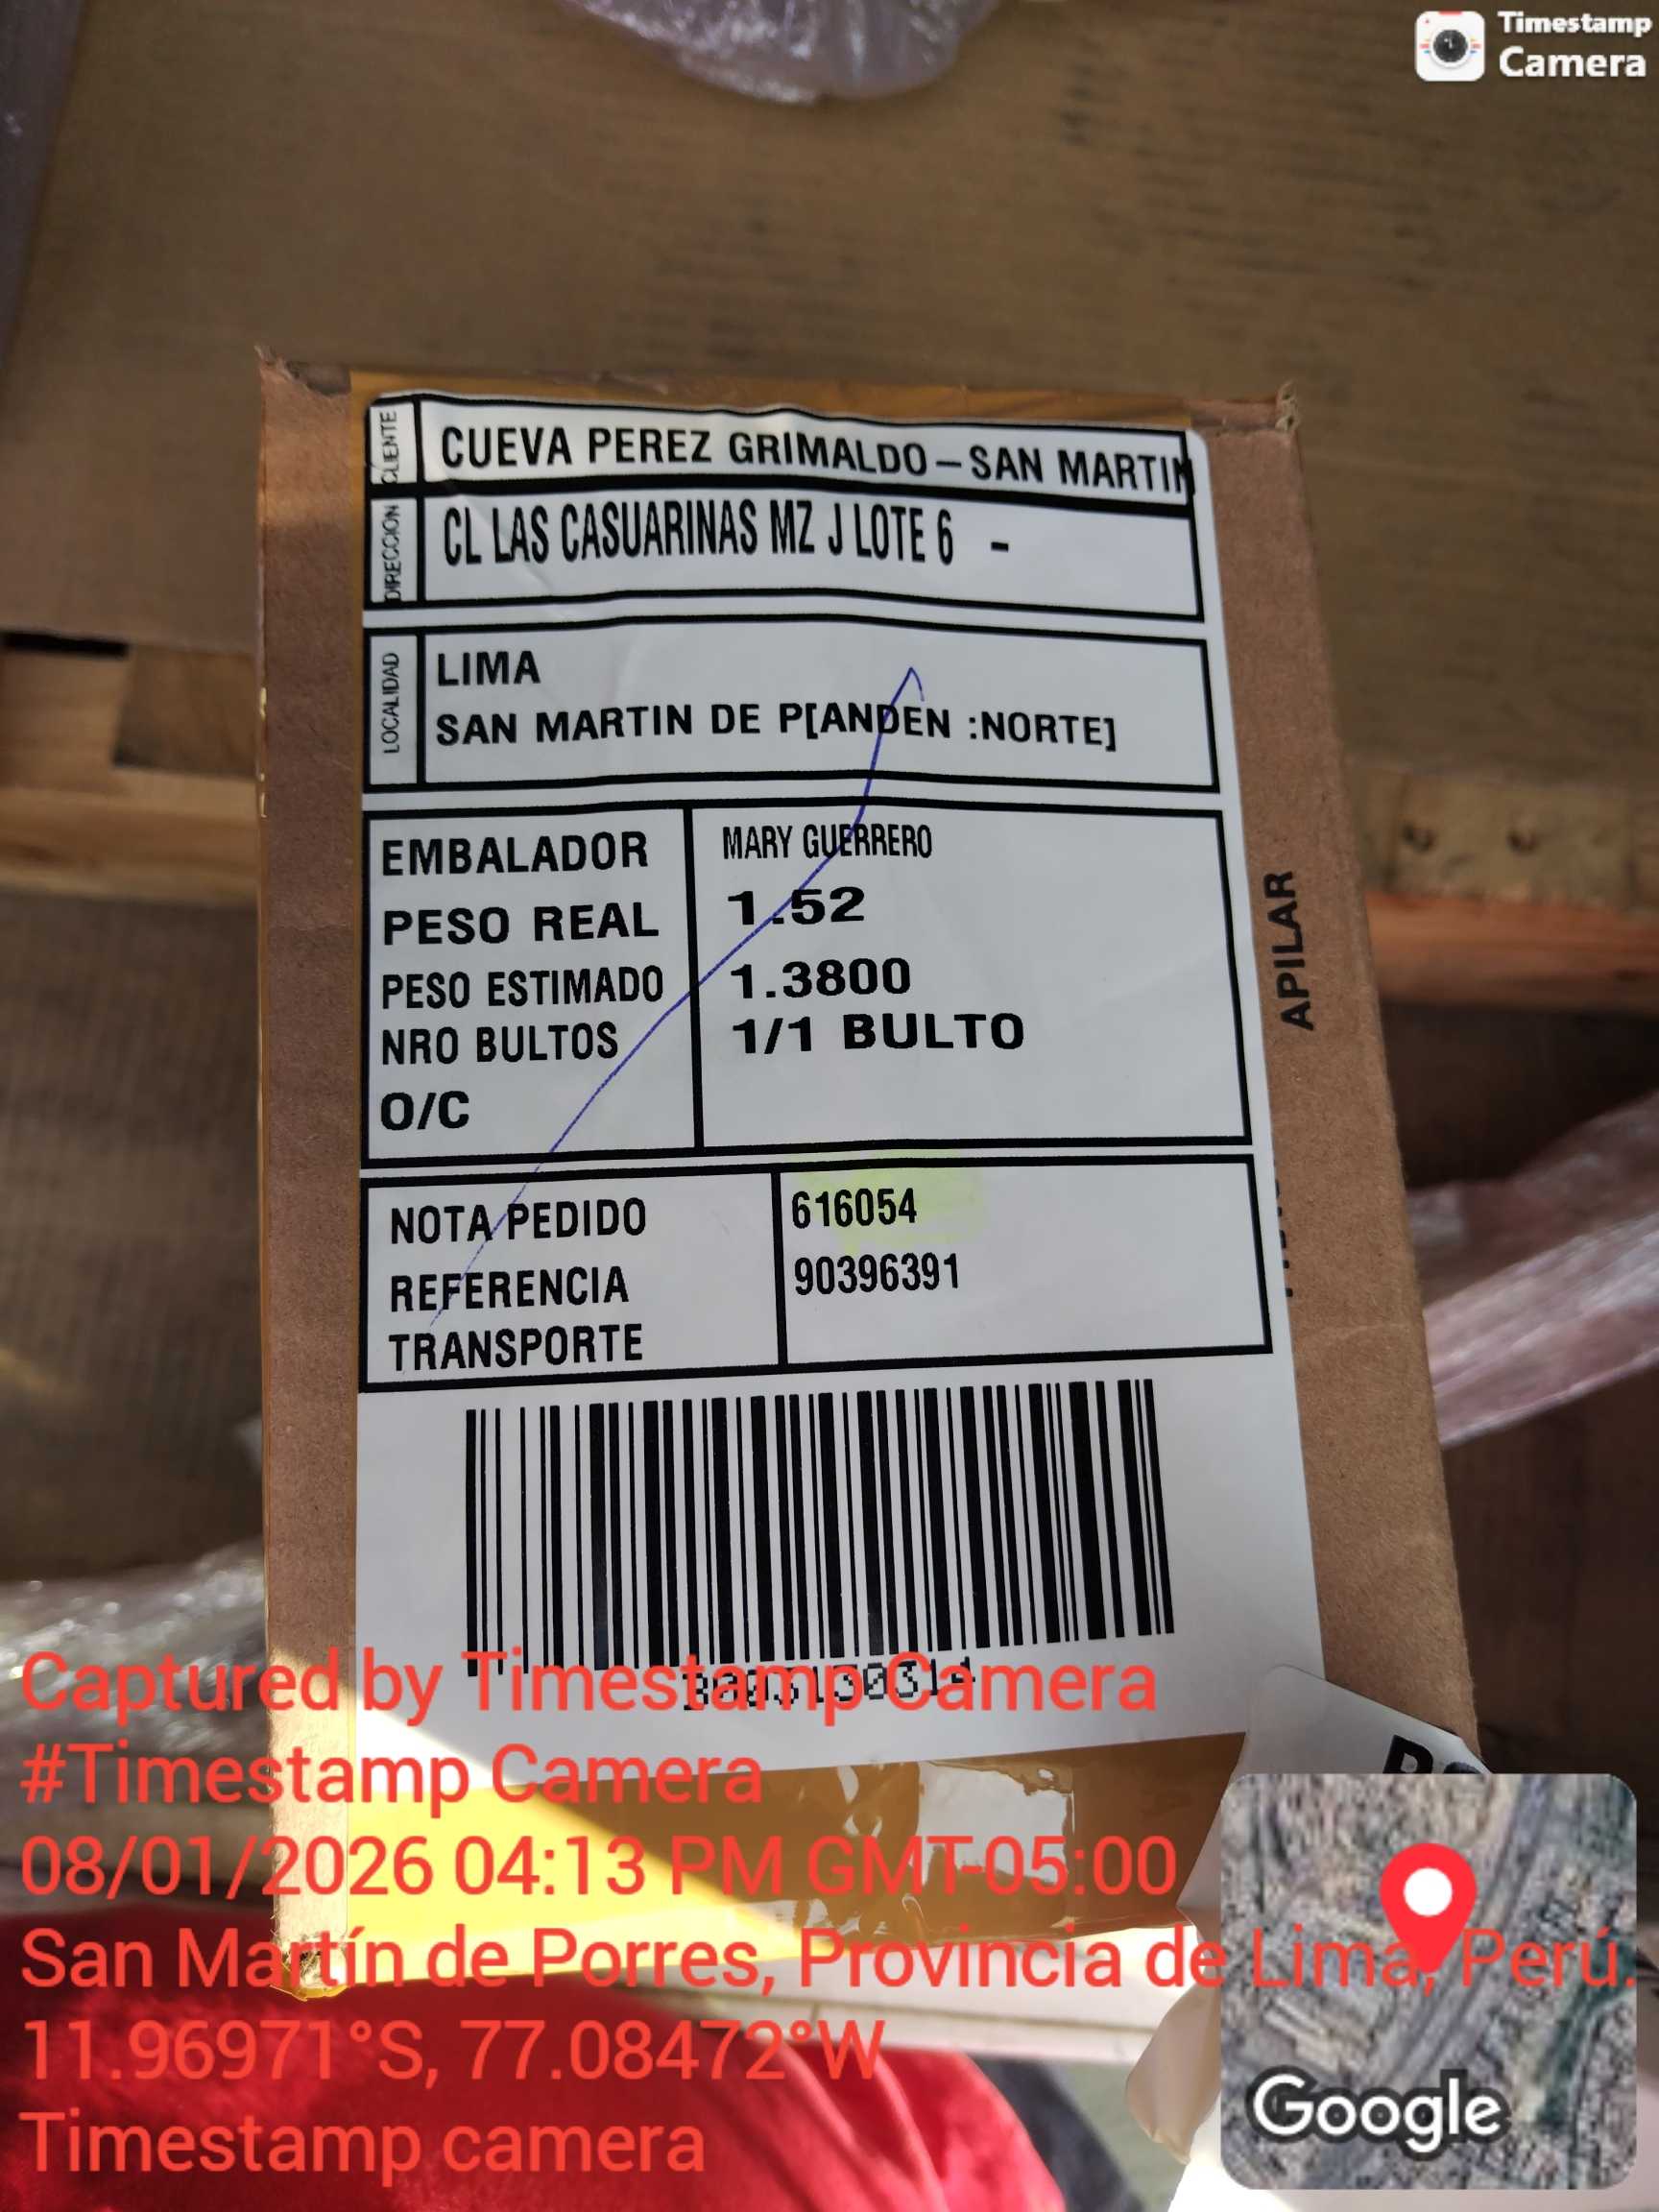 Timestamp
Camera
CLIENTE
CUEVA PEREZ GRIMALDO – SAN MARTIN
DIRECCION
CL LAS CASUARINAS MZ J LOTE 6 -
LOCALIDAD
LIMA
SAN MARTIN DE P[ANDEN :NORTE]
EMBALADOR MARY GUERRERO
PESO REAL 1.52
PESO ESTIMADO 1.3800
NRO BULTOS 1/1 BULTO
O/C
NOTA PEDIDO 616054
REFERENCIA 90396391
TRANSPORTE
APILAR
Captured by Timestamp Camera
#Timestamp Camera
08/01/2026 04:13 PM GMT-05:00
San Martín de Porres, Provincia de Lima, Perú.
11.96971°S, 77.08472°W
Timestamp camera
Google